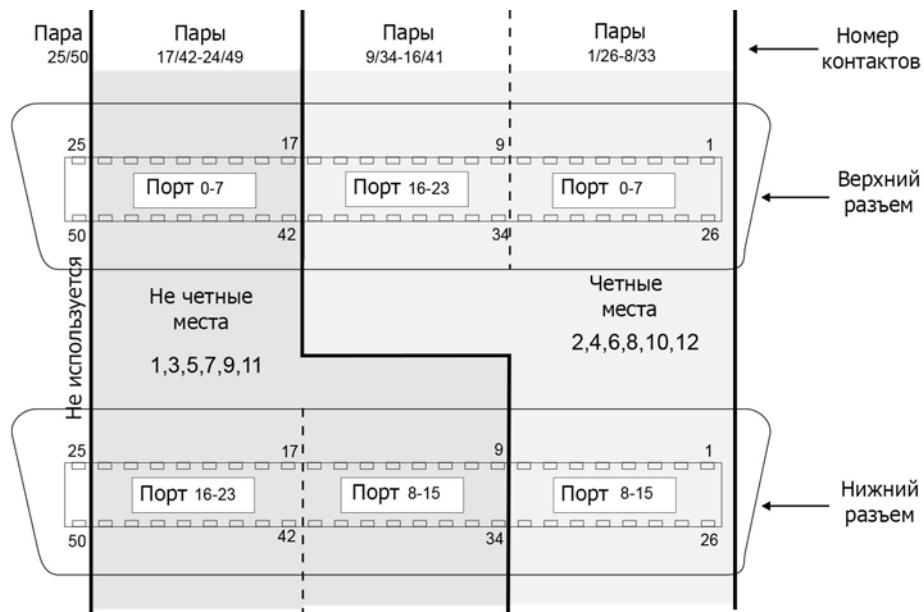 Пара
25/50
Пары
17/42-24/49
Пары
9/34-16/41
Пары
1/26-8/33
Номер
контактов
25
17
9
1
Порт 0-7
Порт 16-23
Порт 0-7
Верхний
разъем
50
42
34
26
Не используется
Не четные
места
1,3,5,7,9,11
Четные
места
2,4,6,8,10,12
25
17
9
1
Порт 16-23
Порт 8-15
Порт 8-15
Нижний
разъем
50
42
34
26